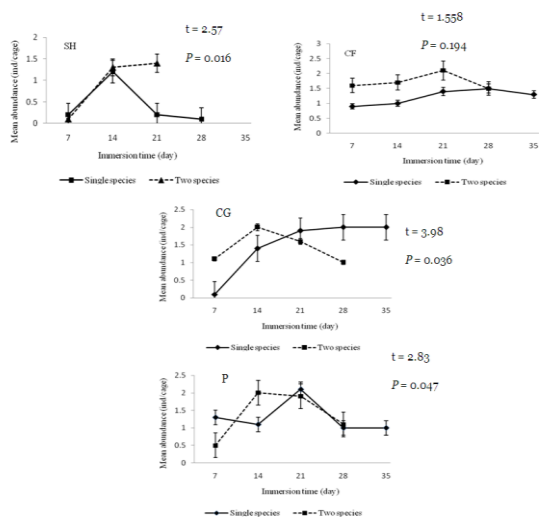 SH
t = 2.57
P = 0.016
Mean abundance (ind/cage)
2
1.5
1
0.5
0
7 14 21 28 35
Immersion time (day)
Single species Two species
CF
t = 1.558
P = 0.194
Mean abundance (ind/cage)
3
2.5
2
1.5
1
0.5
0
7 14 21 28 35
Immersion time (day)
Single species Two species
CG
t = 3.98
P = 0.036
Mean abundance (ind/cage)
2.5
2
1.5
1
0.5
0
7 14 21 28 35
Immersion time (day)
Single species Two species
P
t = 2.83
P = 0.047
Mean abundance (ind/cage)
2.5
2
1.5
1
0.5
0
7 14 21 28 35
Immersion time (day)
Single species Two species